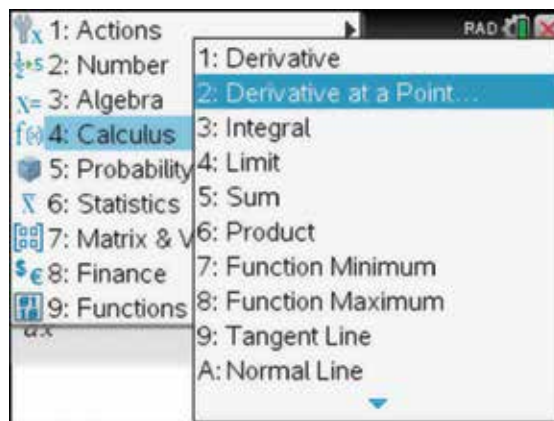 1: Actions
2: Number
3: Algebra
4: Calculus
5: Probability
6: Statistics
7: Matrix & V
8: Finance
9: Functions
RAD
1: Derivative
2: Derivative at a Point...
3: Integral
4: Limit
5: Sum
6: Product
7: Function Minimum
8: Function Maximum
9: Tangent Line
A: Normal Line